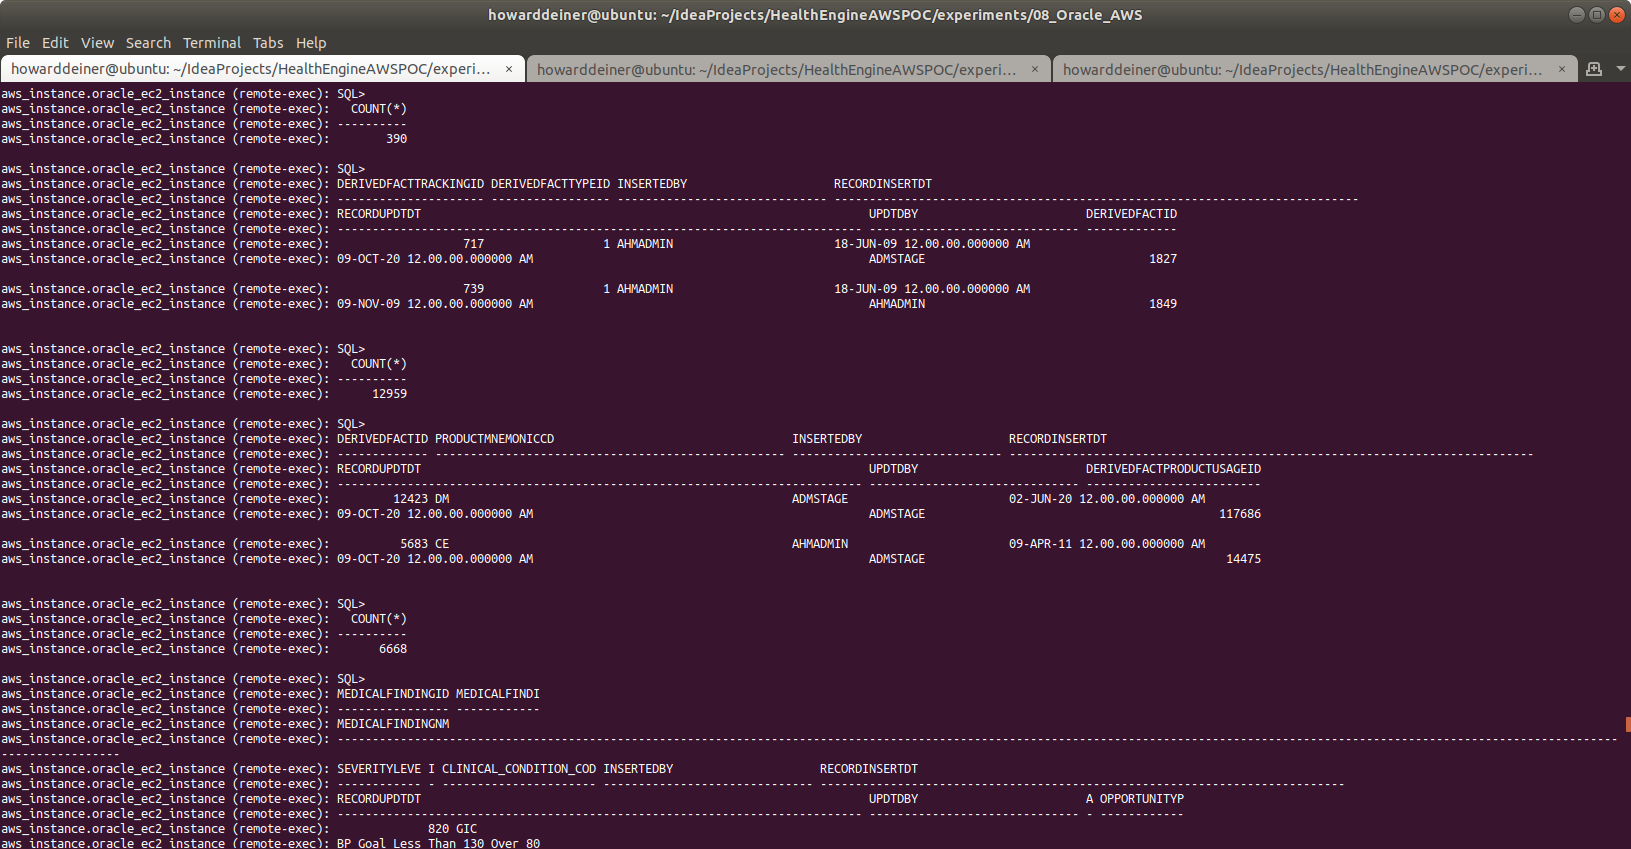 howarddeiner@ubuntu: ~/IdeaProjects/HealthEngineAWSPOC/experiments/08_Oracle_AWS
File Edit View Search Terminal Tabs Help
howarddeiner@ubuntu: ~/IdeaProjects/HealthEngineAWSPOC/experi... × howarddeiner@ubuntu: ~/IdeaProjects/HealthEngineAWSPOC/experi... × howarddeiner@ubuntu: ~/IdeaProjects/HealthEngineAWSPOC/experi... ×
aws_instance.oracle_ec2_instance (remote-exec): SQL>
aws_instance.oracle_ec2_instance (remote-exec):   COUNT(*)
aws_instance.oracle_ec2_instance (remote-exec): ----------
aws_instance.oracle_ec2_instance (remote-exec):        390
aws_instance.oracle_ec2_instance (remote-exec): SQL>
aws_instance.oracle_ec2_instance (remote-exec): DERIVEDFACTTRACKINGID DERIVEDFACTTYPEID INSERTEDBY                     RECORDINSERTDT
aws_instance.oracle_ec2_instance (remote-exec): --------------------- ----------------- ------------------------------ ---------------------------------------------------------------------------
aws_instance.oracle_ec2_instance (remote-exec): RECORDUPDTDT                                                                UPDTDBY                        DERIVEDFACTID
aws_instance.oracle_ec2_instance (remote-exec): --------------------------------------------------------------------------- ------------------------------ -------------
aws_instance.oracle_ec2_instance (remote-exec):                   717                 1 AHMADMIN                       18-JUN-09 12.00.00.000000 AM
aws_instance.oracle_ec2_instance (remote-exec): 09-OCT-20 12.00.00.000000 AM                                                ADMSTAGE                                1827
aws_instance.oracle_ec2_instance (remote-exec):                   739                 1 AHMADMIN                       18-JUN-09 12.00.00.000000 AM
aws_instance.oracle_ec2_instance (remote-exec): 09-NOV-09 12.00.00.000000 AM                                                AHMADMIN                                1849
aws_instance.oracle_ec2_instance (remote-exec): SQL>
aws_instance.oracle_ec2_instance (remote-exec):   COUNT(*)
aws_instance.oracle_ec2_instance (remote-exec): ----------
aws_instance.oracle_ec2_instance (remote-exec):      12959
aws_instance.oracle_ec2_instance (remote-exec): SQL>
aws_instance.oracle_ec2_instance (remote-exec): DERIVEDFACTID PRODUCTMNEMONICCD                                  INSERTEDBY                     RECORDINSERTDT
aws_instance.oracle_ec2_instance (remote-exec): ------------- -------------------------------------------------- ------------------------------ ---------------------------------------------------------------------------
aws_instance.oracle_ec2_instance (remote-exec): RECORDUPDTDT                                                                UPDTDBY                        DERIVEDFACTPRODUCTUSAGEID
aws_instance.oracle_ec2_instance (remote-exec): --------------------------------------------------------------------------- ------------------------------ -------------------------
aws_instance.oracle_ec2_instance (remote-exec):         12423 DM                                                 ADMSTAGE                       02-JUN-20 12.00.00.000000 AM
aws_instance.oracle_ec2_instance (remote-exec): 09-OCT-20 12.00.00.000000 AM                                                ADMSTAGE                                          117686
aws_instance.oracle_ec2_instance (remote-exec):          5683 CE                                                 AHMADMIN                       09-APR-11 12.00.00.000000 AM
aws_instance.oracle_ec2_instance (remote-exec): 09-OCT-20 12.00.00.000000 AM                                                ADMSTAGE                                           14475
aws_instance.oracle_ec2_instance (remote-exec): SQL>
aws_instance.oracle_ec2_instance (remote-exec):   COUNT(*)
aws_instance.oracle_ec2_instance (remote-exec): ----------
aws_instance.oracle_ec2_instance (remote-exec):       6668
aws_instance.oracle_ec2_instance (remote-exec): SQL>
aws_instance.oracle_ec2_instance (remote-exec): MEDICALFINDINGID MEDICALFINDI
aws_instance.oracle_ec2_instance (remote-exec): ---------------- ------------
aws_instance.oracle_ec2_instance (remote-exec): MEDICALFINDINGNM
aws_instance.oracle_ec2_instance (remote-exec): ---------------------------------------------------------------------------------------------------------------------------------------------------------------------------------------
-----------------
aws_instance.oracle_ec2_instance (remote-exec): SEVERITYLEVE I CLINICAL_CONDITION_COD INSERTEDBY                     RECORDINSERTDT
aws_instance.oracle_ec2_instance (remote-exec): ------------ - ---------------------- ------------------------------ ---------------------------------------------------------------------------
aws_instance.oracle_ec2_instance (remote-exec): RECORDUPDTDT                                                                UPDTDBY                        A OPPORTUNITYP
aws_instance.oracle_ec2_instance (remote-exec): --------------------------------------------------------------------------- ------------------------------ - ------------
aws_instance.oracle_ec2_instance (remote-exec):              820 GIC
aws_instance.oracle_ec2_instance (remote-exec): BP Goal Less Than 130 Over 80